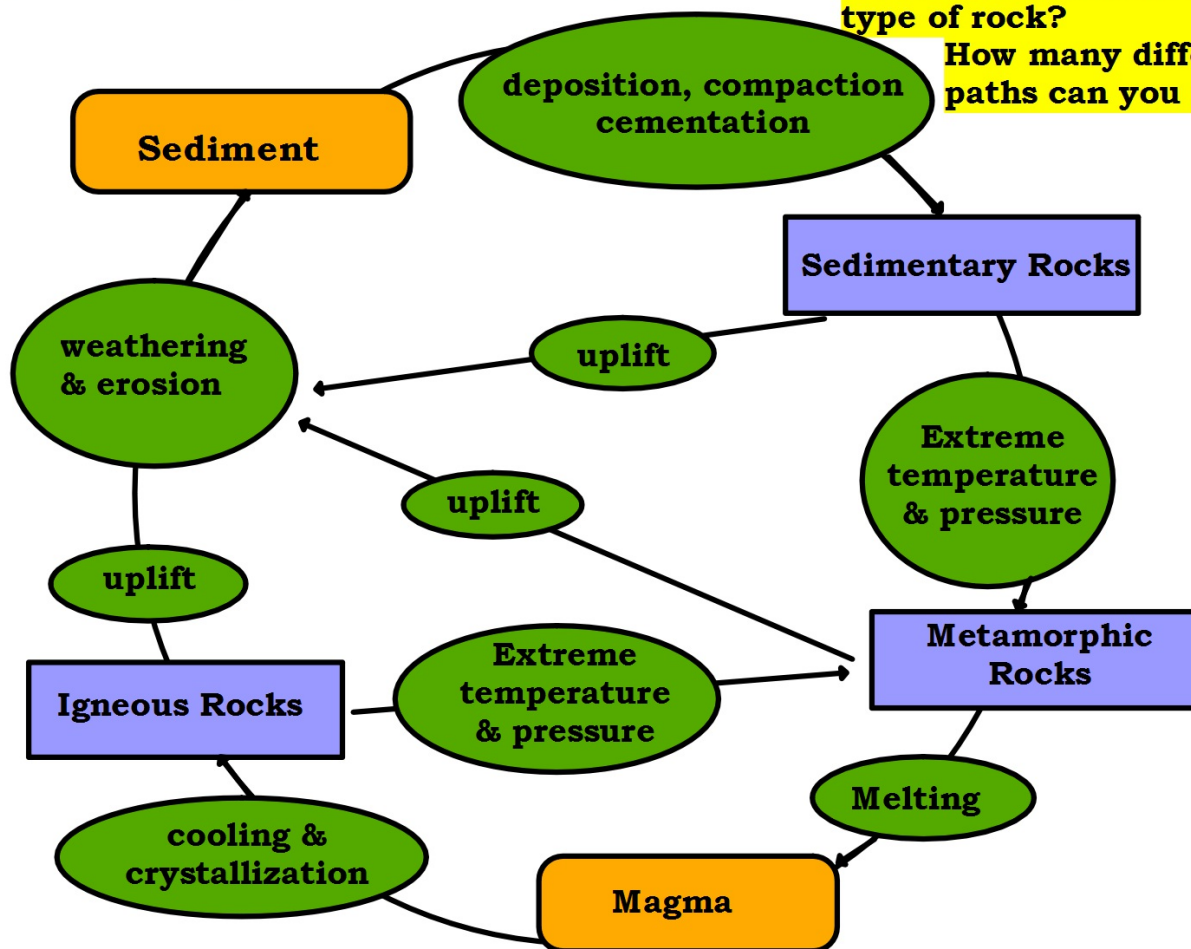 type of rock?
How many
paths can you
deposition, compaction
cementation
Sediment
Sedimentary Rocks
weathering
& erosion
uplift
Extreme
temperature
& pressure
uplift
uplift
Metamorphic
Rocks
Extreme
temperature
& pressure
Igneous Rocks
Melting
cooling &
crystallization
Magma